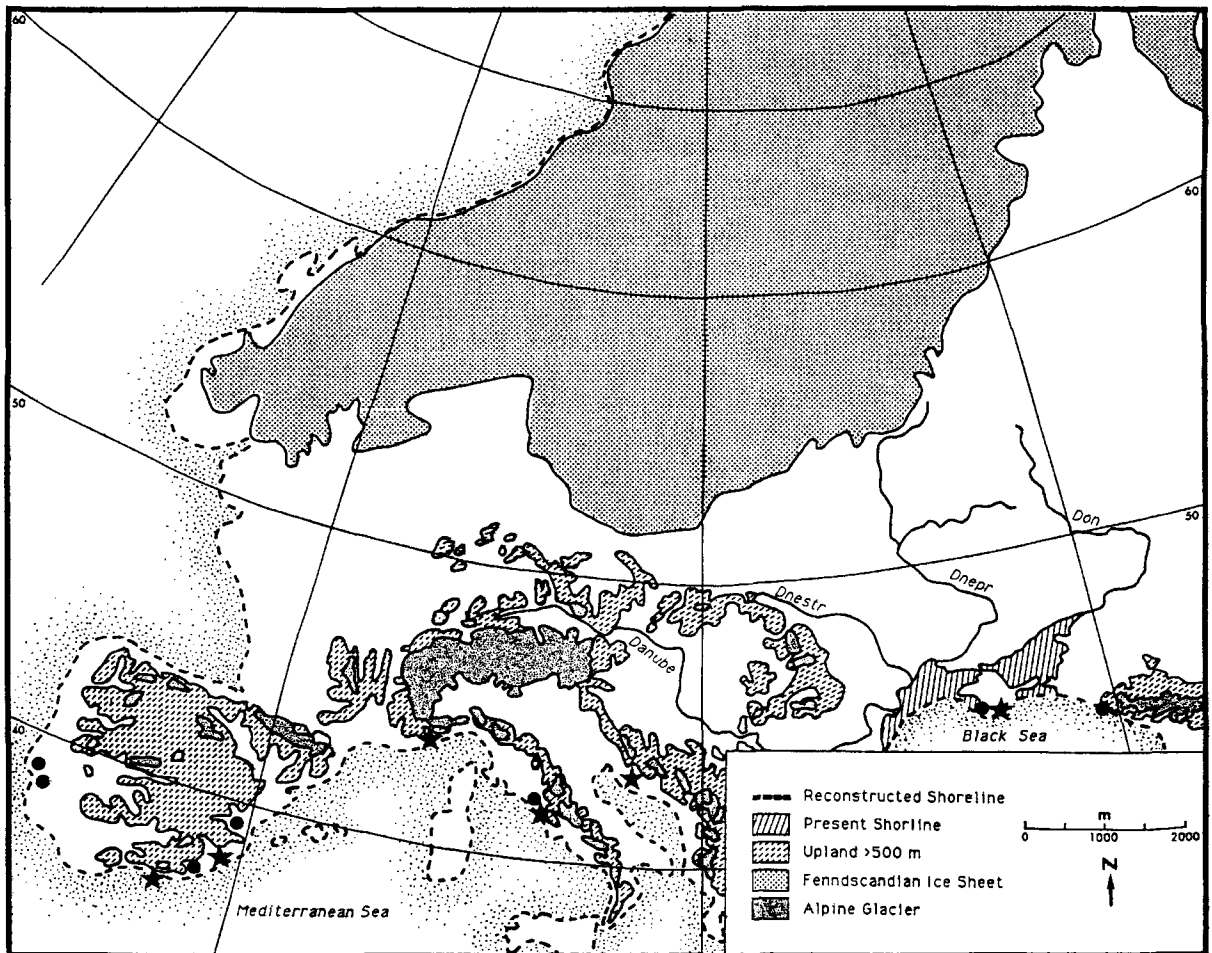 60
60
50
50
40
Don
Dnepr
Dnestr
Danube
Black Sea
Mediterranean Sea
Reconstructed Shoreline
Present Shorline
Upland >500 m
Fenndscandian Ice Sheet
Alpine Glacier
m
0 1000 2000
N